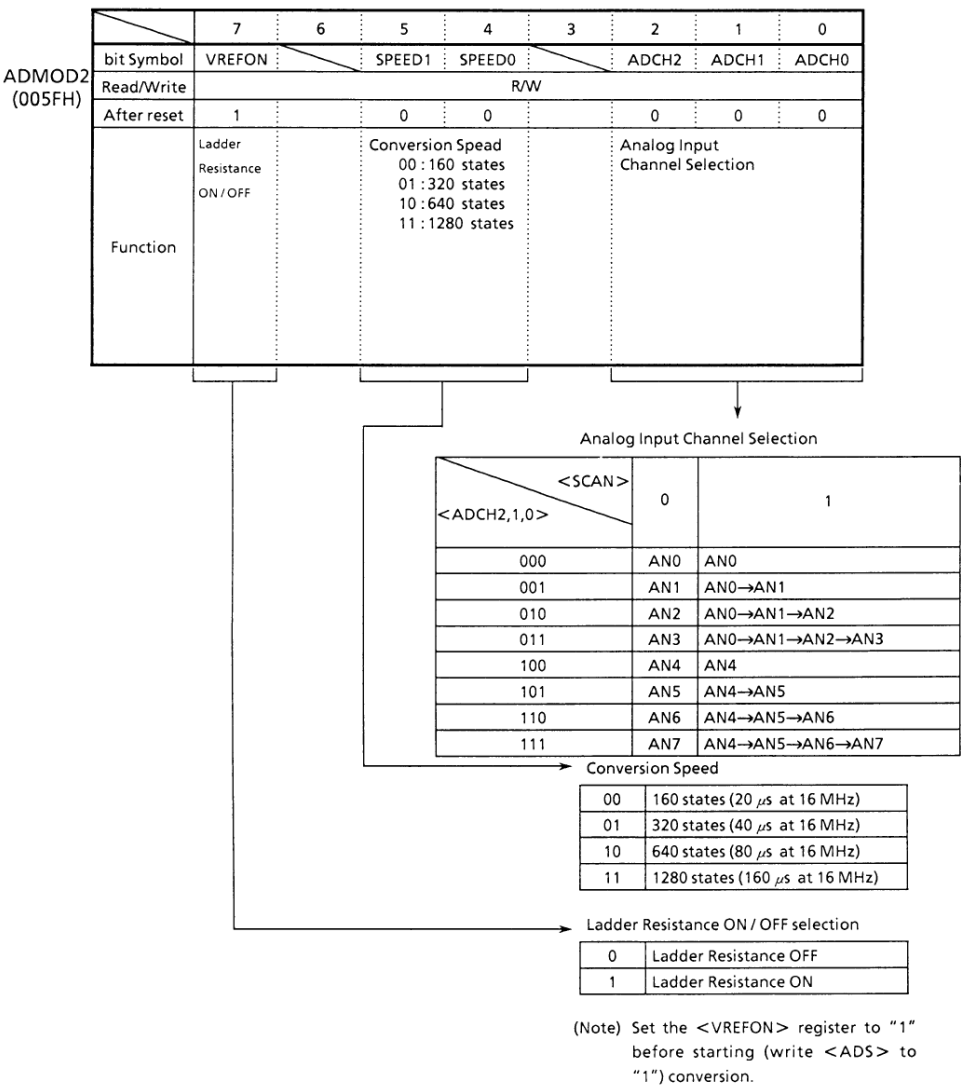 7 6 5 4 3 2 1 0
ADMOD2
(005FH)
bit Symbol VREFON SPEED1 SPEED0 ADCH2 ADCH1 ADCH0
Read/Write R/W
After reset 1 0 0 0 0 0
Function
Ladder
Resistance
ON / OFF
Conversion Spead
00 : 160 states
01 : 320 states
10 : 640 states
11 : 1280 states
Analog Input
Channel Selection
Analog Input Channel Selection
<SCAN>
<ADCH2,1,0>
0 1
000 AN0 AN0
001 AN1 AN0→AN1
010 AN2 AN0→AN1→AN2
011 AN3 AN0→AN1→AN2→AN3
100 AN4 AN4
101 AN5 AN4→AN5
110 AN6 AN4→AN5→AN6
111 AN7 AN4→AN5→AN6→AN7
Conversion Speed
00 160 states (20 μs at 16 MHz)
01 320 states (40 μs at 16 MHz)
10 640 states (80 μs at 16 MHz)
11 1280 states (160 μs at 16 MHz)
Ladder Resistance ON / OFF selection
0 Ladder Resistance OFF
1 Ladder Resistance ON
(Note) Set the <VREFON> register to "1"
before starting (write <ADS> to
"1") conversion.